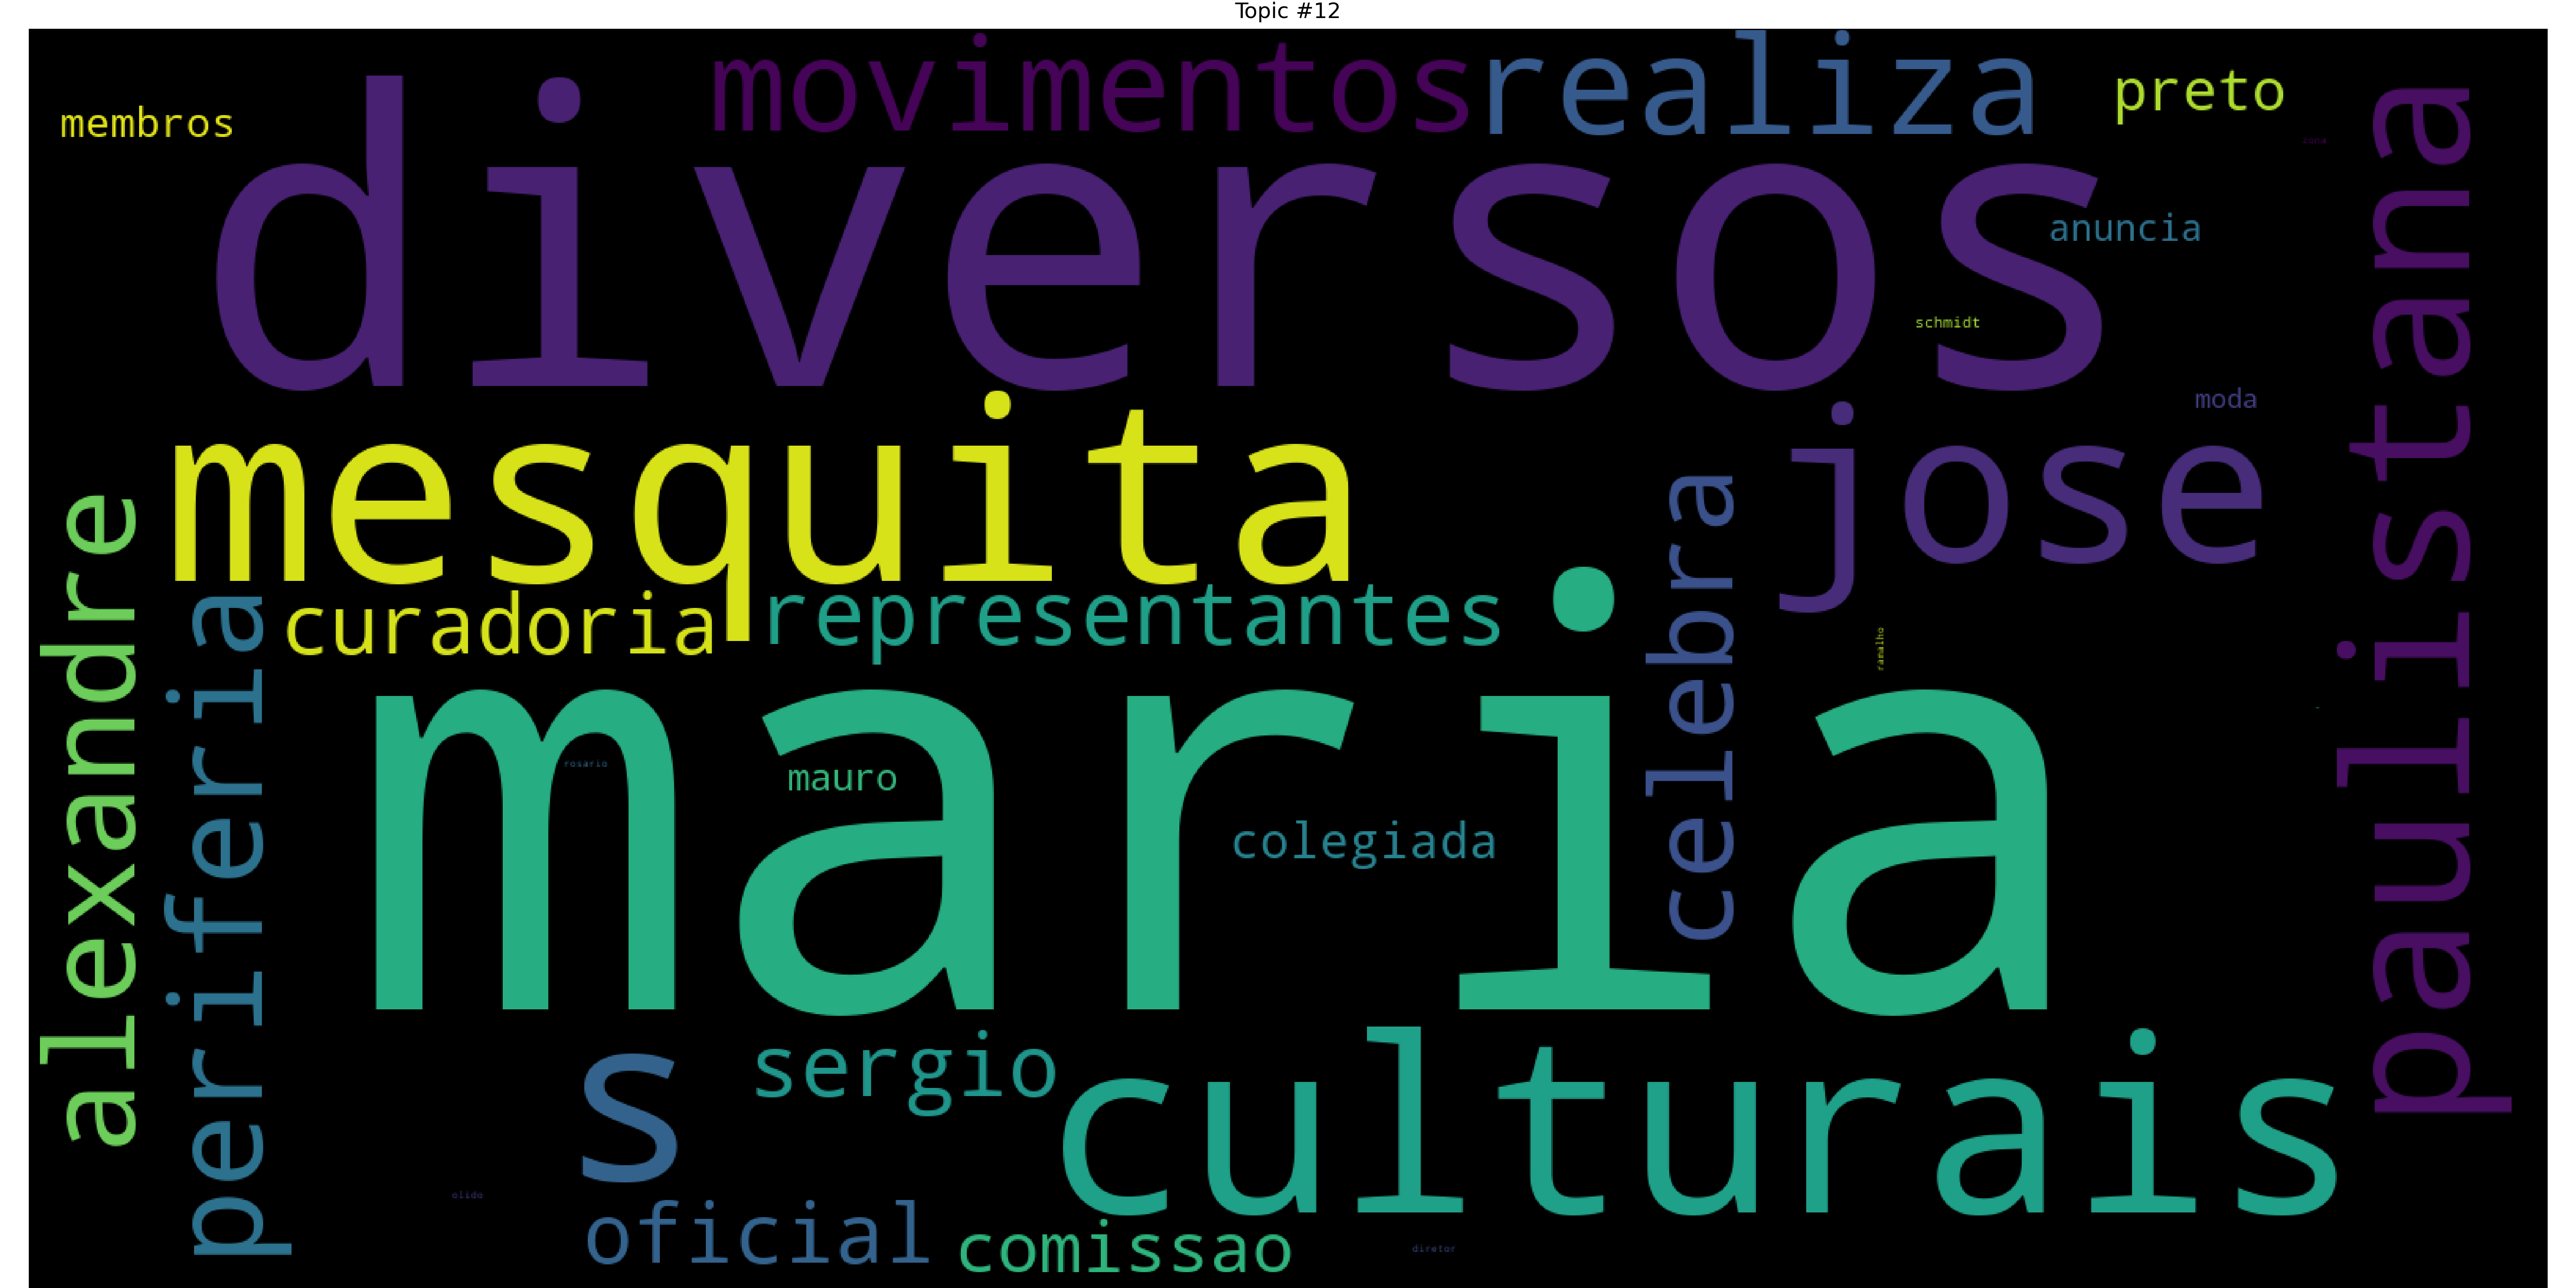 Topic #12
movimentos
realiza
preto
membros
zona
diversos
anuncia
schmidt
paulistana
mesquita
jose
moda
alexandre
periferia
curadoria
representantes
celebra
ramalho
maria
rosario
mauro
colegiada
s
sergio
culturais
olido
oficial
comissao
diretor